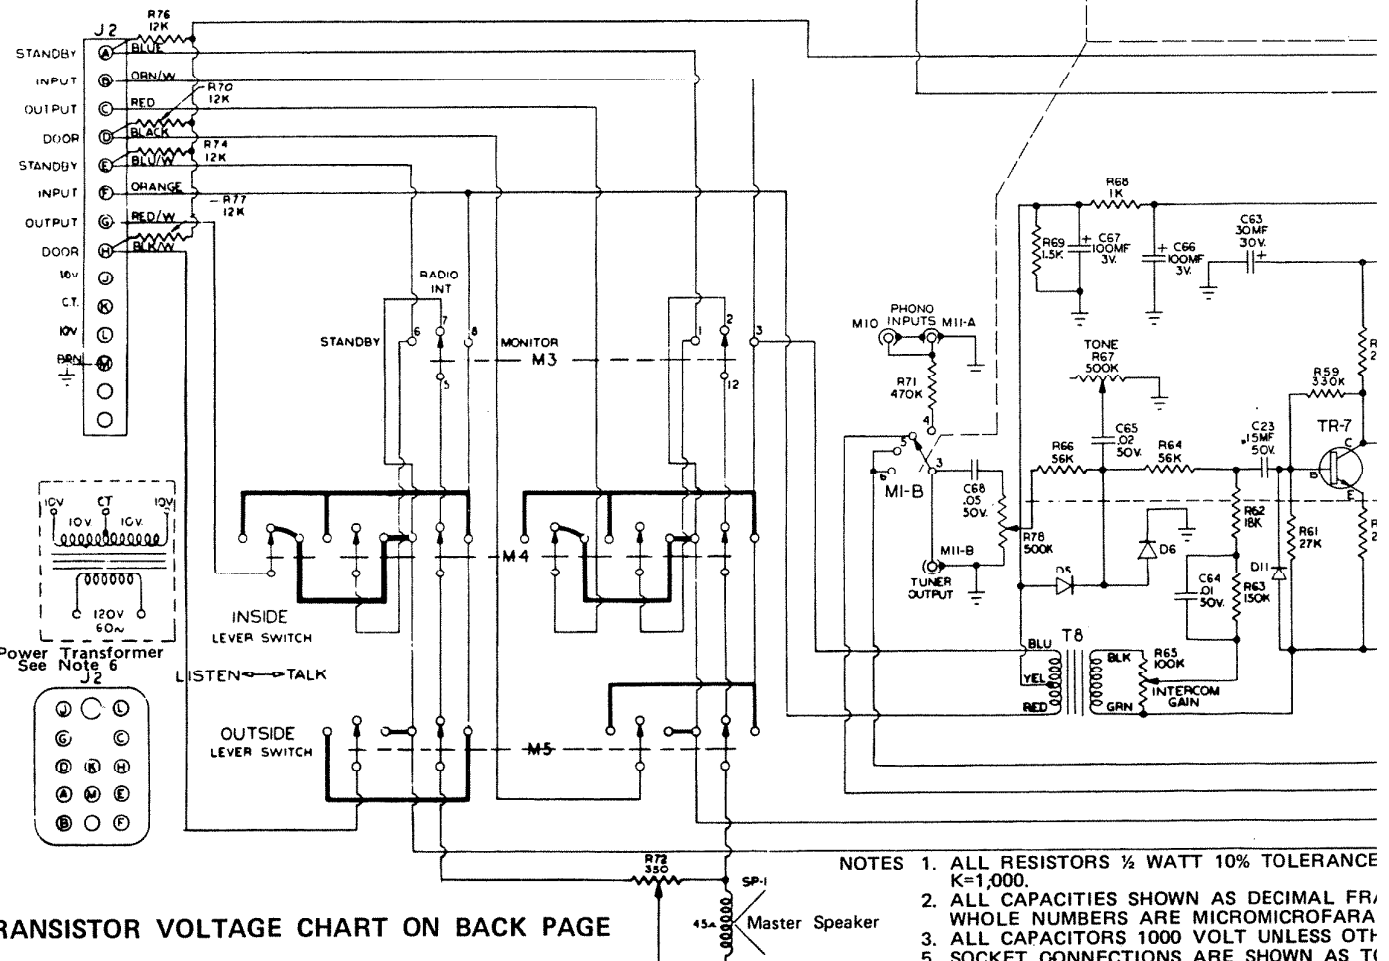 J2
R76
12K
STANDBY
A
BLUE
INPUT
B
ORN/W
R70
12K
OUTPUT
C
RED
DOOR
D
BLACK
R74
12K
STANDBY
E
BLU/W
INPUT
F
ORANGE
R77
12K
OUTPUT
G
RED/W
DOOR
H
BLK/W
10V
J
C.T.
K
10V
L
BRN
M
RADIO
INT
STANDBY
6
7
8
MONITOR
M3
1
2
3
5
12
10V
CT
10V
10V.
10V.
120V
60~
Power Transformer
See Note 6
J2
J
L
G
C
D
K
H
A
M
E
B
F
M4
INSIDE
LEVER SWITCH
LISTEN
TALK
OUTSIDE
LEVER SWITCH
M5
R72
350
SP-1
45Ω
Master Speaker
RANSISTOR VOLTAGE CHART ON BACK PAGE
PHONO
INPUTS
M10
M11-A
R71
470K
4
5
3
6
M1-B
C68
.05
50V.
R78
500K
M11-B
TUNER
OUTPUT
R68
1K
R69
1.5K
C67
100MF
3V.
C66
100MF
3V.
C63
30MF
30V.
TONE
R67
500K
R66
56K
C65
.02
50V.
R64
56K
C23
.15MF
50V.
R59
330K
TR-7
C
B
E
R62
18K
R61
27K
D5
D6
C64
.01
50V.
R63
150K
D11
BLU
T8
YEL
RED
BLK
GRN
R65
100K
INTERCOM
GAIN
NOTES 1. ALL RESISTORS ½ WATT 10% TOLERANCE
K=1,000.
2. ALL CAPACITIES SHOWN AS DECIMAL FRA
WHOLE NUMBERS ARE MICROMICROFARA
3. ALL CAPACITORS 1000 VOLT UNLESS OTH
5. SOCKET CONNECTIONS ARE SHOWN AS TO